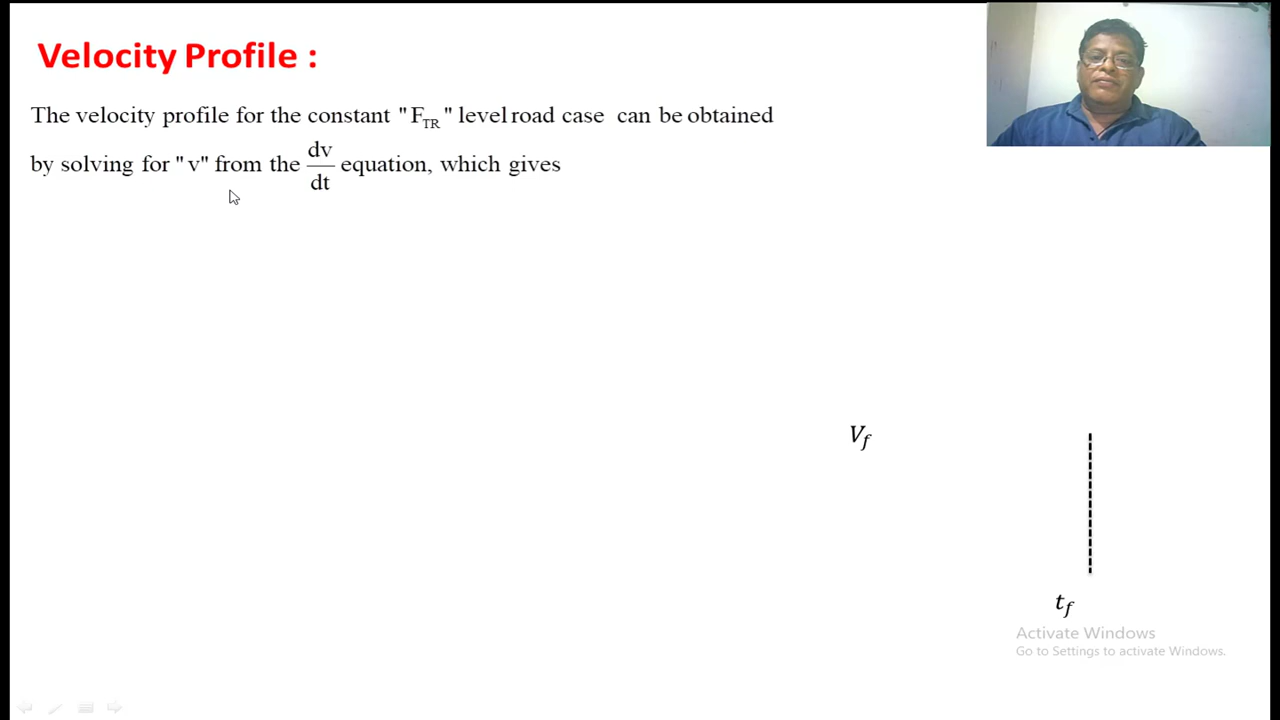 Velocity Profile :
The velocity profile for the constant "F_TR" level road case can be obtained
by solving for "v" from the dv/dt equation, which gives
V_f
t_f
Activate Windows
Go to Settings to activate Windows.